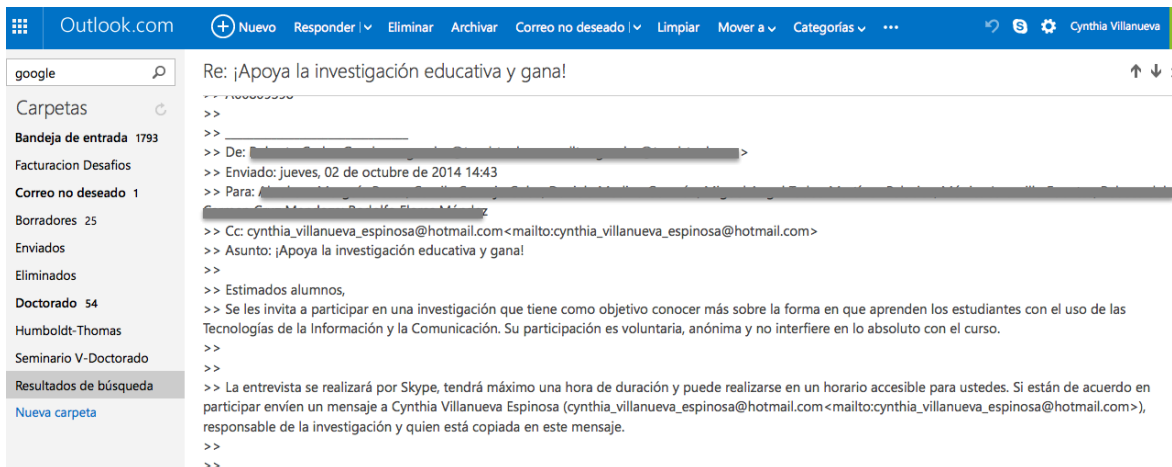 Outlook.com
Nuevo Responder Eliminar Archivar Correo no deseado Limpiar Mover a Categorías ...
Cynthia Villanueva
google
Re: ¡Apoya la investigación educativa y gana!
Carpetas
Bandeja de entrada 1793
Facturacion Desafios
Correo no deseado 1
Borradores 25
Enviados
Eliminados
Doctorado 54
Humboldt-Thomas
Seminario V-Doctorado
Resultados de búsqueda
Nueva carpeta
>>
>>
>> ____________________________
>> De: >
>> Enviado: jueves, 02 de octubre de 2014 14:43
>> Para:
>> Cc: cynthia_villanueva_espinosa@hotmail.com<mailto:cynthia_villanueva_espinosa@hotmail.com>
>> Asunto: ¡Apoya la investigación educativa y gana!
>>
>> Estimados alumnos,
>> Se les invita a participar en una investigación que tiene como objetivo conocer más sobre la forma en que aprenden los estudiantes con el uso de las
Tecnologías de la Información y la Comunicación. Su participación es voluntaria, anónima y no interfiere en lo absoluto con el curso.
>>
>>
>> La entrevista se realizará por Skype, tendrá máximo una hora de duración y puede realizarse en un horario accesible para ustedes. Si están de acuerdo en
participar envíen un mensaje a Cynthia Villanueva Espinosa (cynthia_villanueva_espinosa@hotmail.com<mailto:cynthia_villanueva_espinosa@hotmail.com>),
responsable de la investigación y quien está copiada en este mensaje.
>>
>>